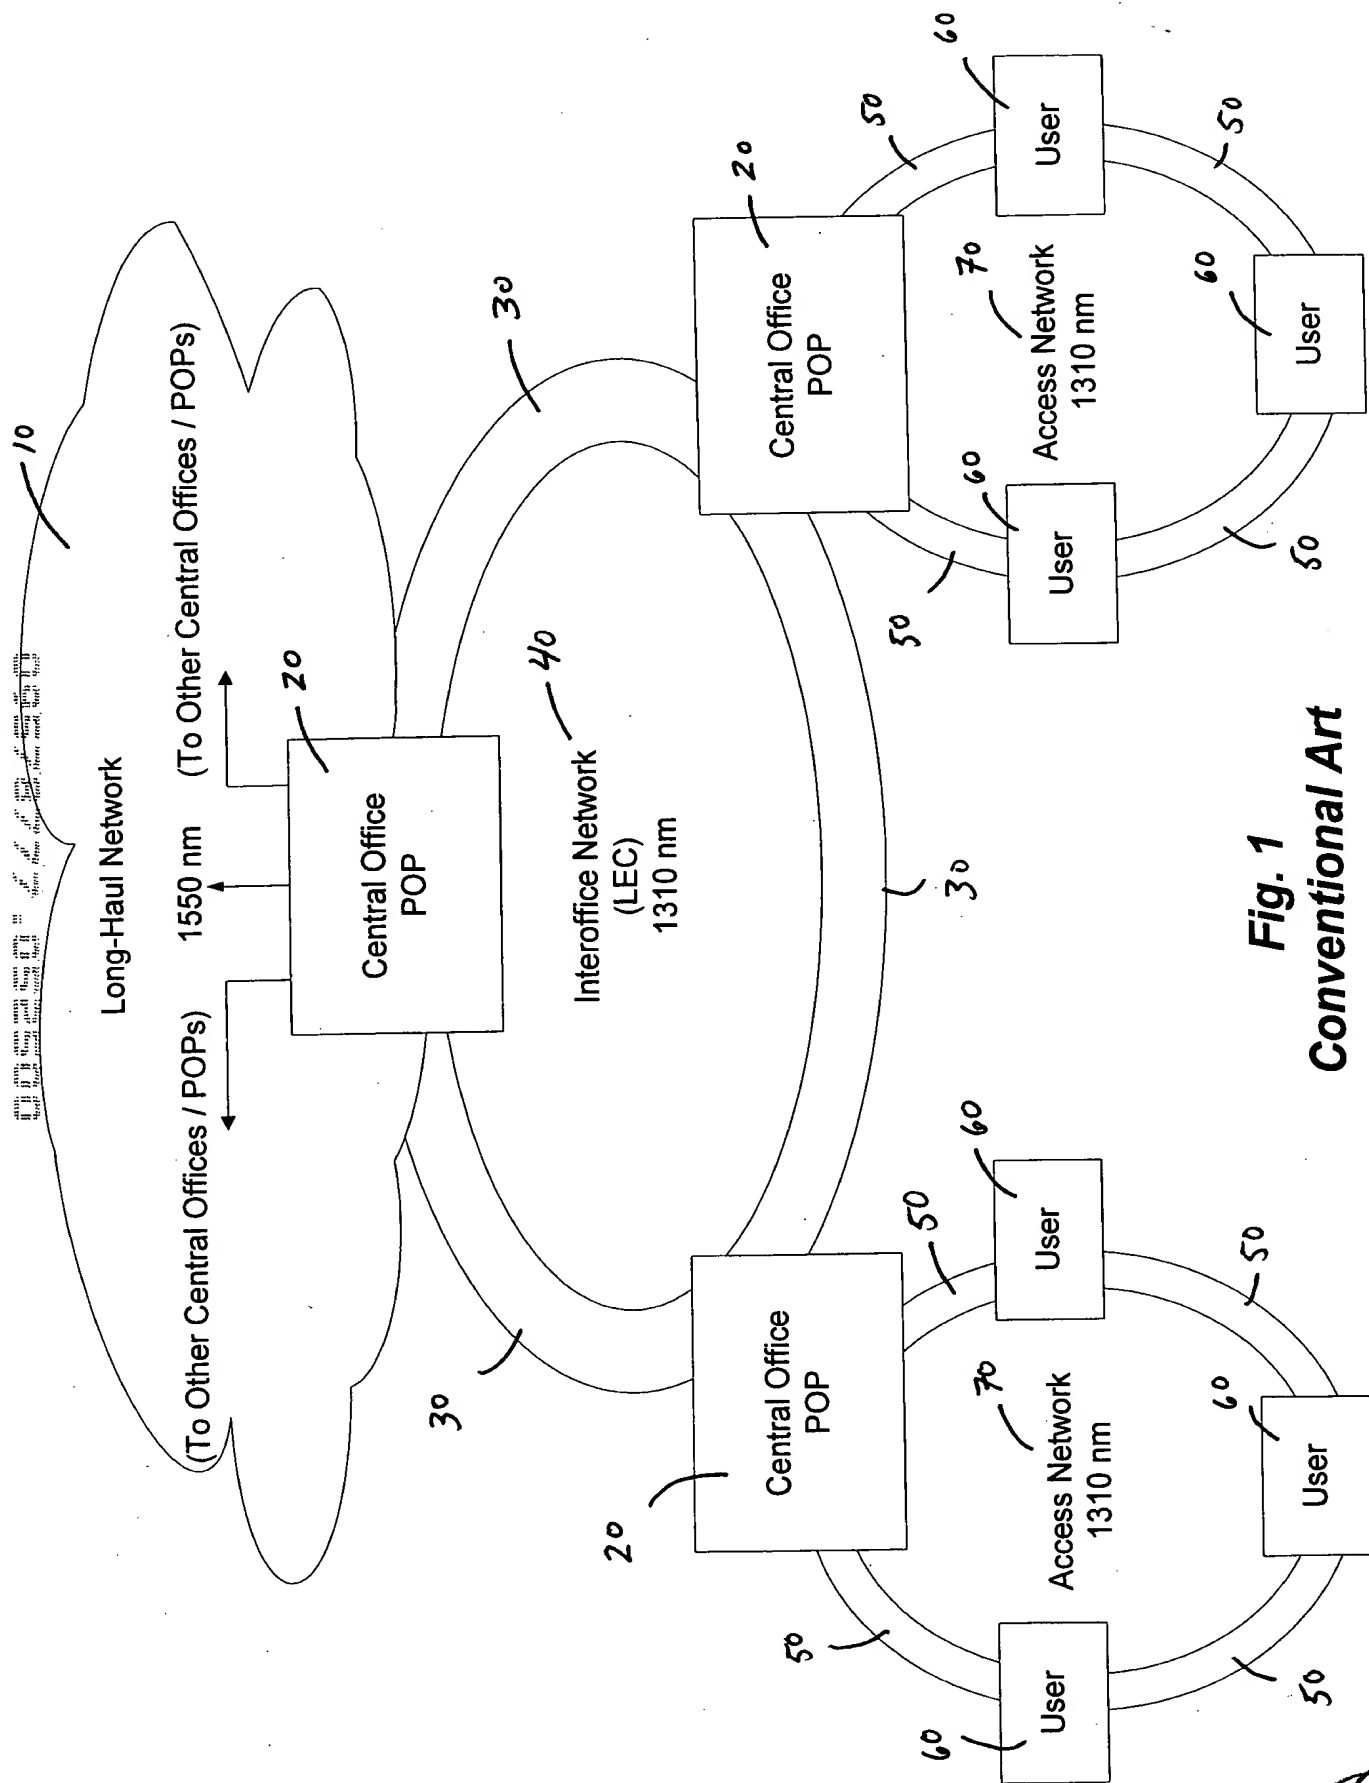 10
Long-Haul Network
(To Other Central Offices / POPs)
1550 nm
(To Other Central Offices / POPs)
20
Central Office
POP
30
30
Interoffice Network
(LEC)
1310 nm
40
20
Central Office
POP
20
Central Office
POP
30
50
50
60
User
70
Access Network
1310 nm
60
User
50
50
60
User
50
50
60
User
70
Access Network
1310 nm
60
User
50
50
60
User
Fig. 1
Conventional Art